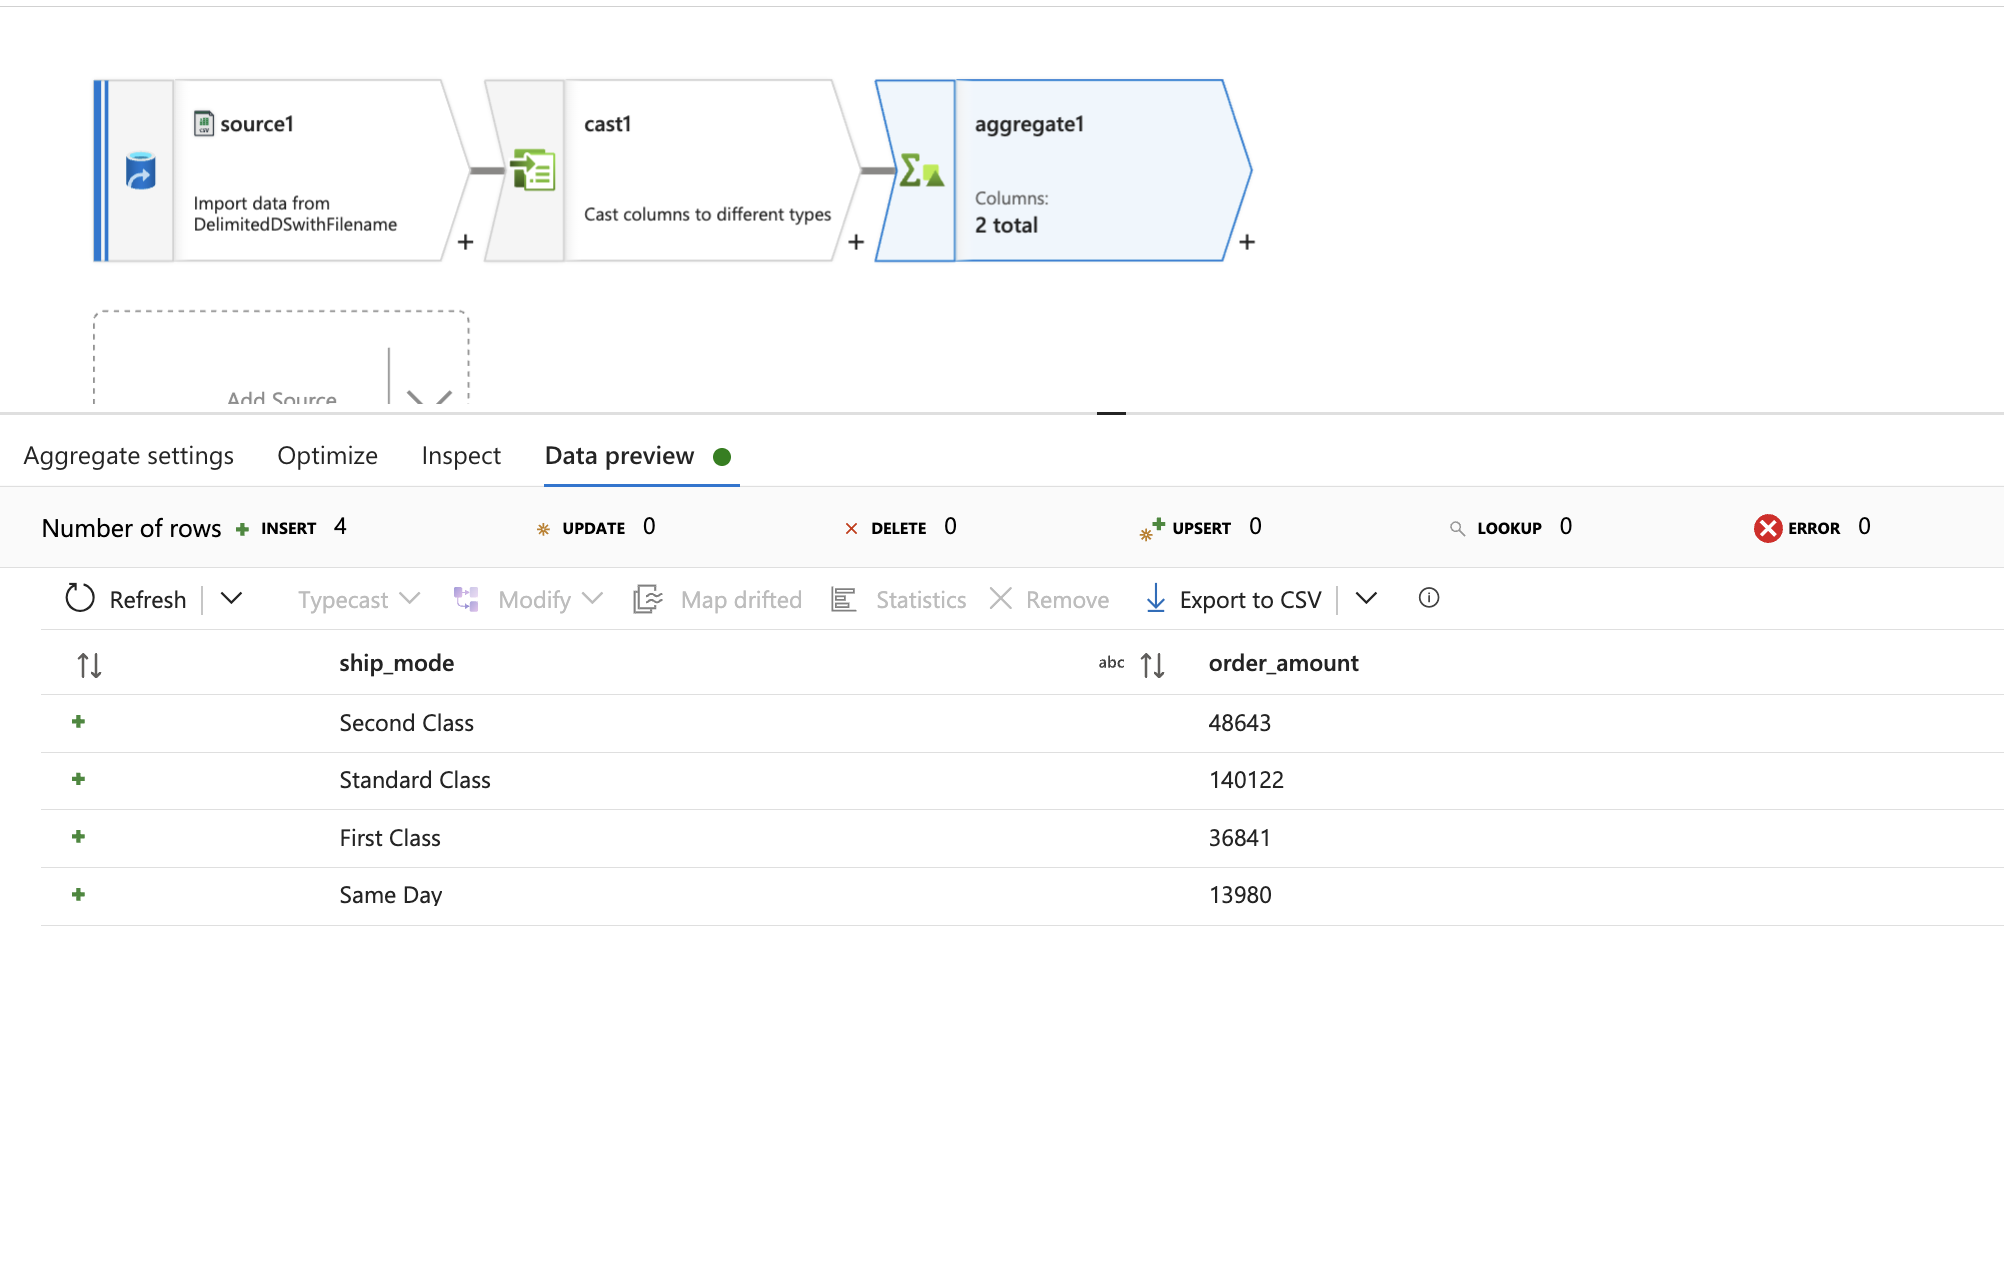 source1
Import data from
DelimitedDSwithFilename
+
cast1
Cast columns to different types
+
aggregate1
Columns:
2 total
+
Add Source
Aggregate settings Optimize Inspect Data preview
Number of rows INSERT 4 UPDATE 0 DELETE 0 UPSERT 0 LOOKUP 0 ERROR 0
Refresh Typecast Modify Map drifted Statistics Remove Export to CSV
ship_mode abc order_amount
Second Class 48643
Standard Class 140122
First Class 36841
Same Day 13980